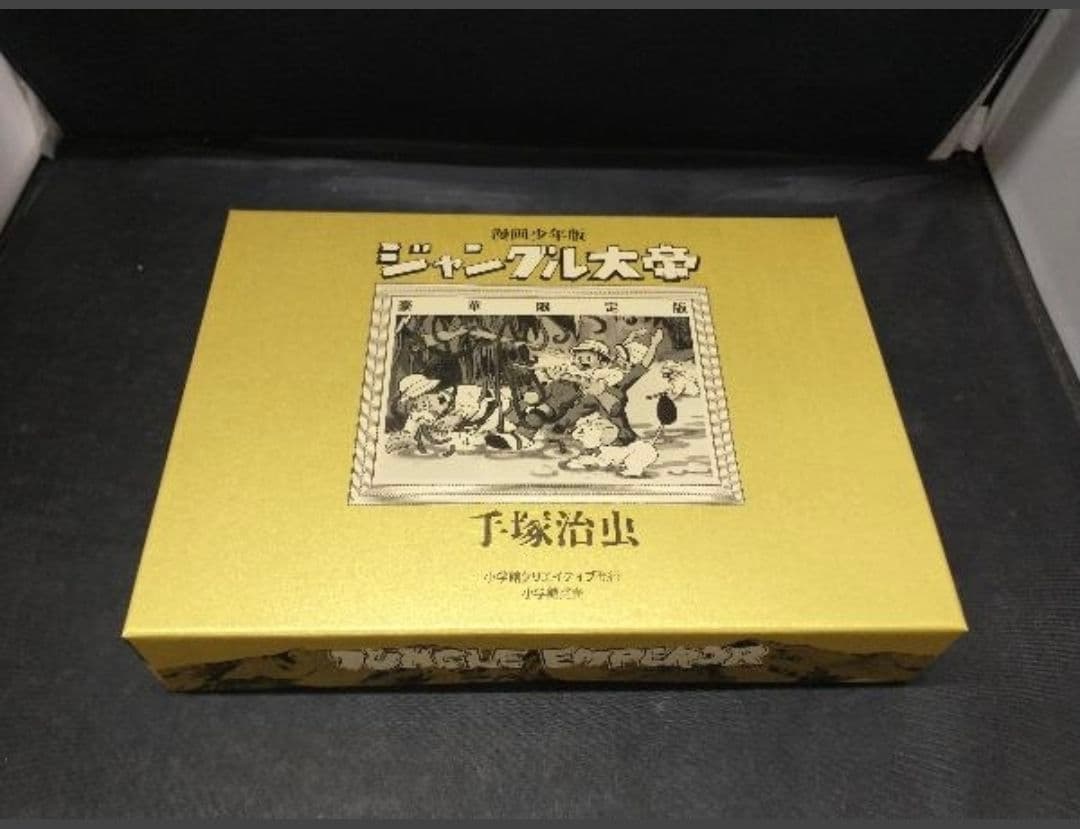 漫画少年版
ジャングル大帝
豪華限定版
手塚治虫
小学館クリエイティブ発行
小学館発売
JUNGLE EMPEROR